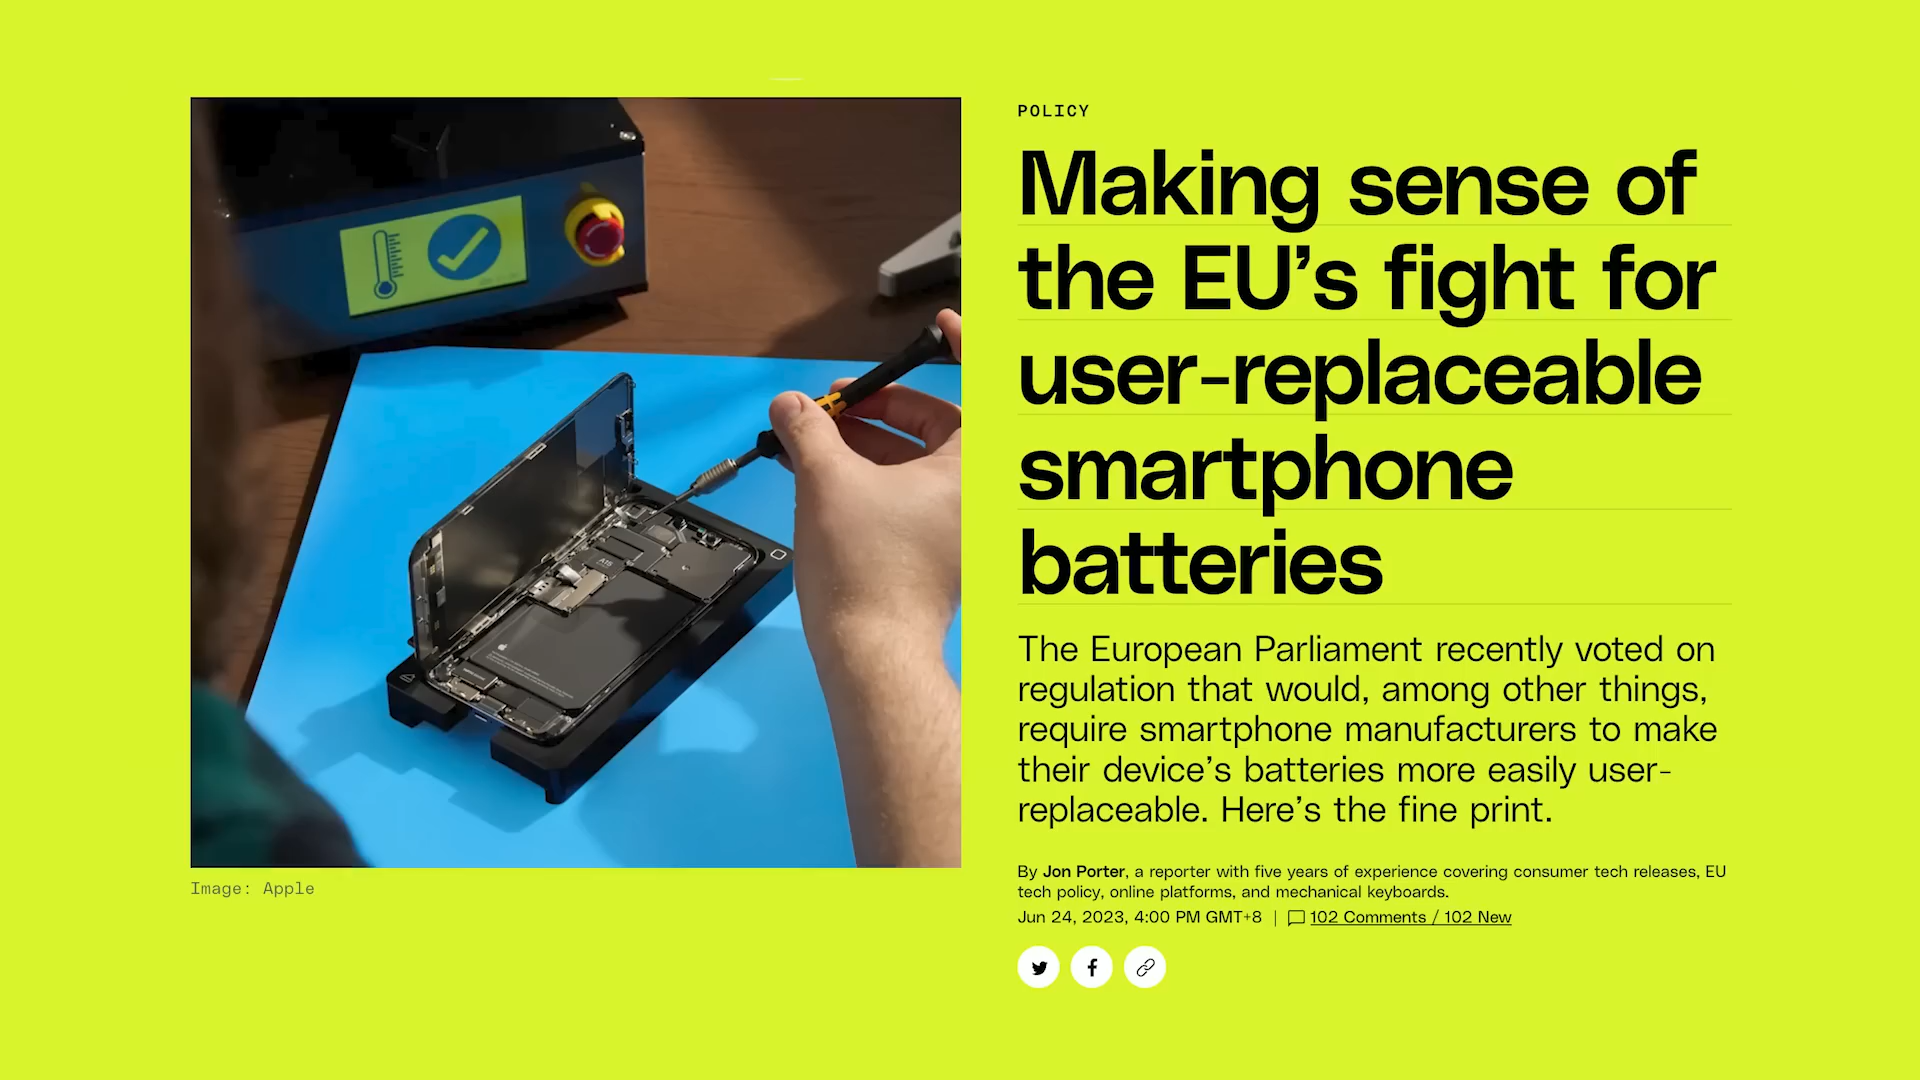 POLICY
Making sense of
the EU’s fight for
user-replaceable
smartphone
batteries
The European Parliament recently voted on
regulation that would, among other things,
require smartphone manufacturers to make
their device’s batteries more easily user-
replaceable. Here’s the fine print.
By Jon Porter, a reporter with five years of experience covering consumer tech releases, EU
tech policy, online platforms, and mechanical keyboards.
Jun 24, 2023, 4:00 PM GMT+8 | 102 Comments / 102 New
Image: Apple
A15